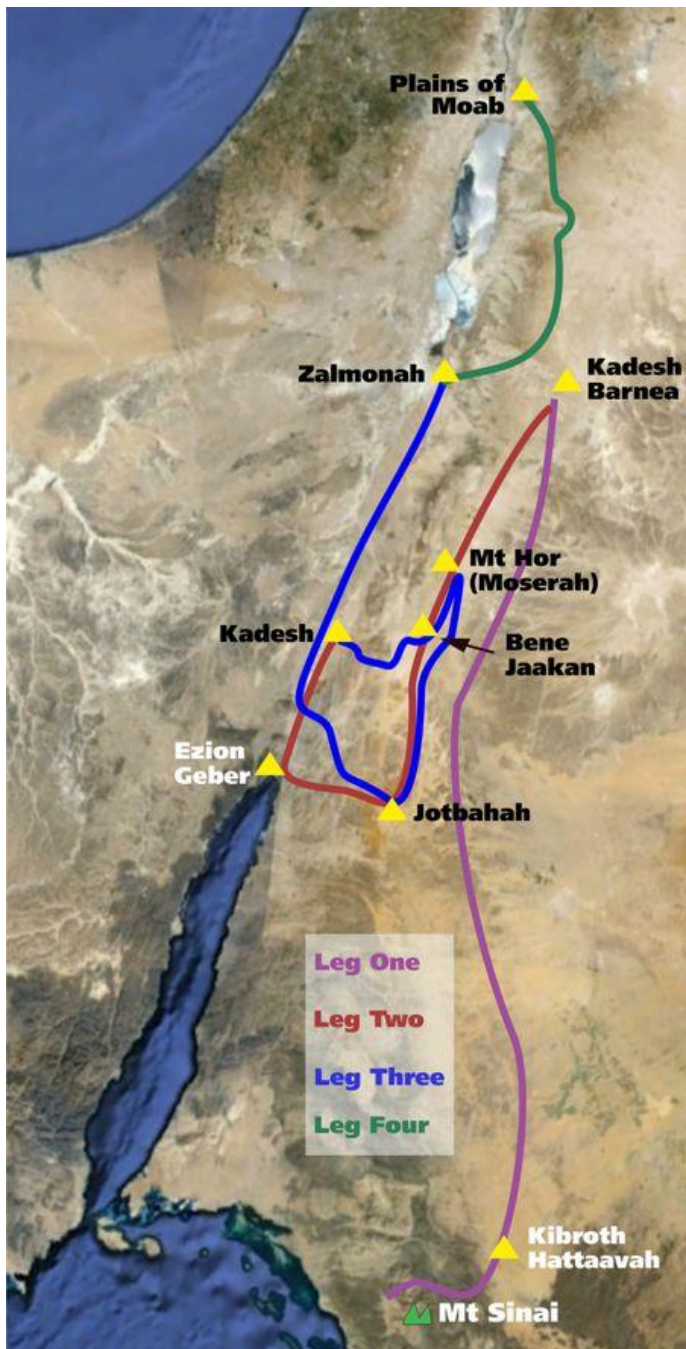 Plains of
Moab
Zalmonah
Kadesh
Barnea
Mt Hor
(Moserah)
Kadesh
Bene
Jaakan
Ezion
Geber
Jotbahah
Leg One
Leg Two
Leg Three
Leg Four
Kibroth
Hattaavah
Mt Sinai